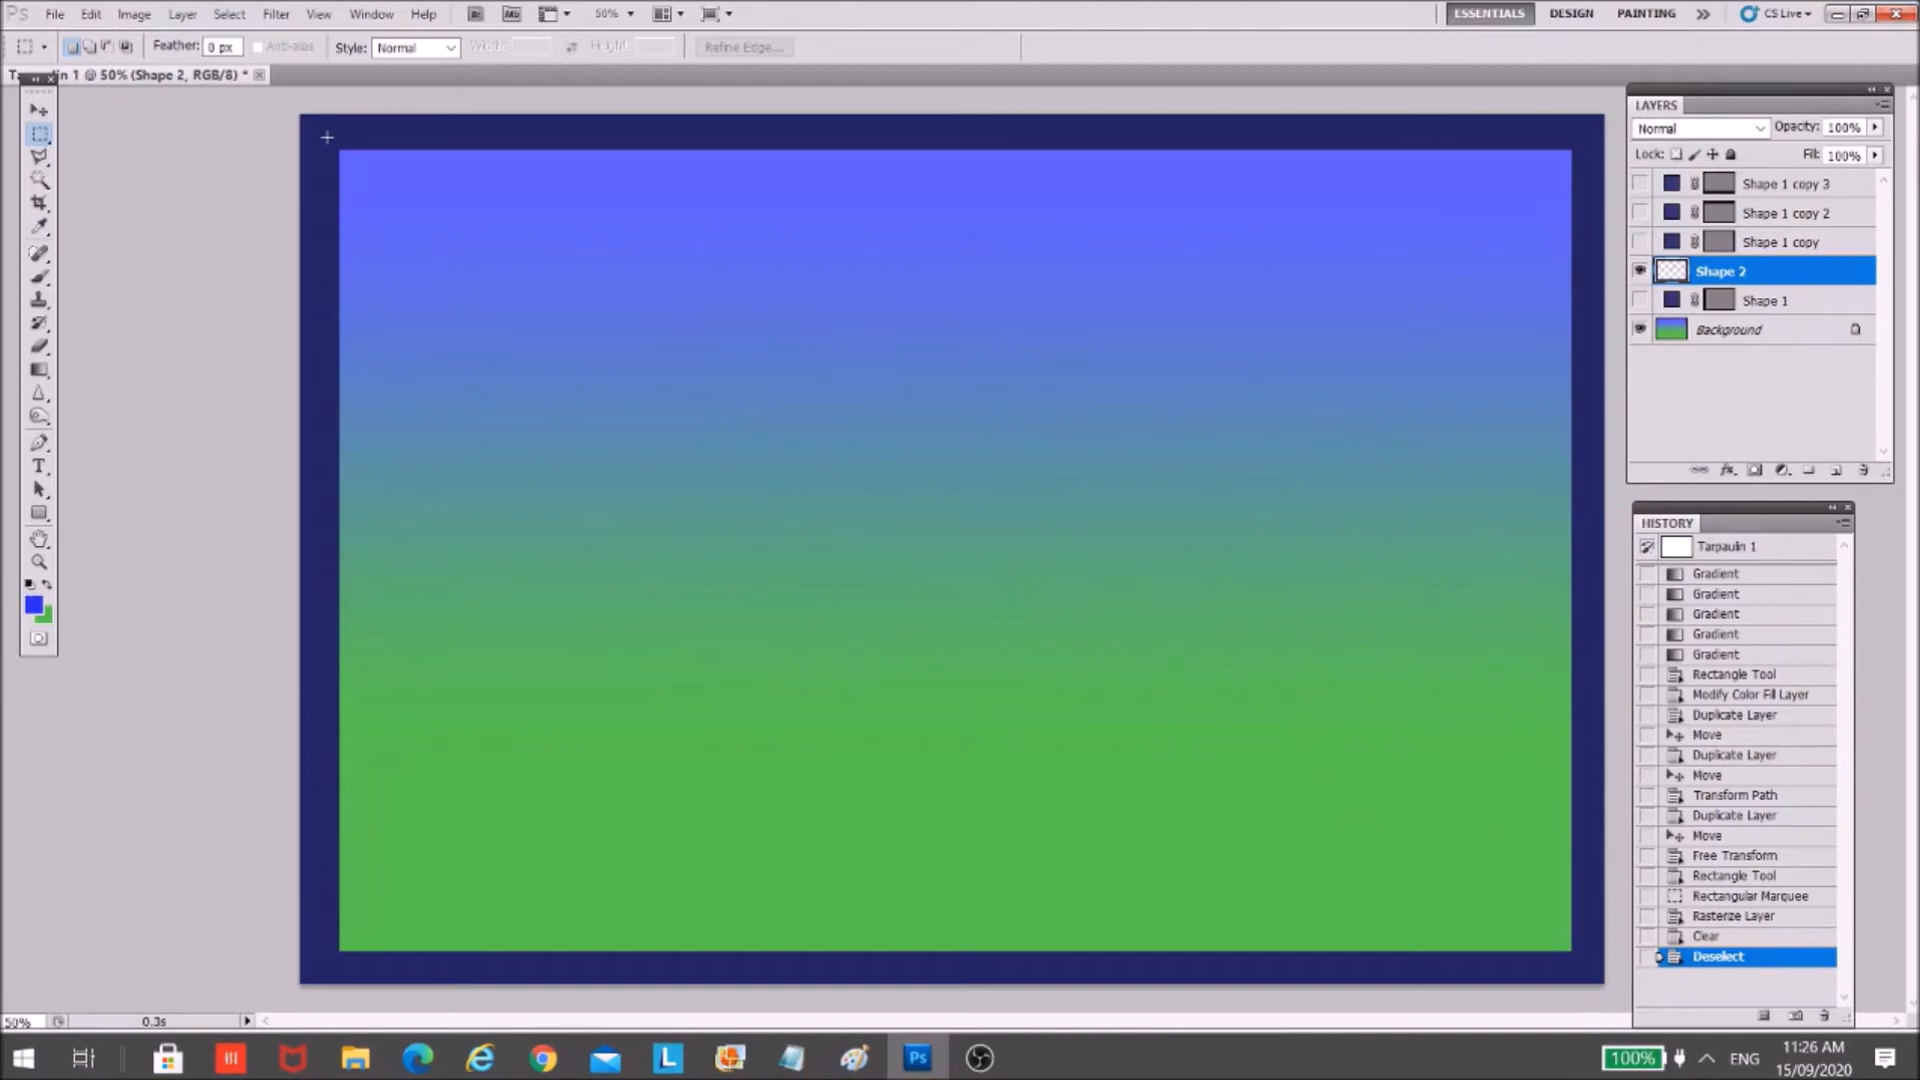 Ps File Edit Image Layer Select Filter View Window Help Br Mb 50% ESSENTIALS DESIGN PAINTING CS Live
Feather: 0 px Anti-alias Style: Normal Width: Height: Refine Edge...
n 1 @ 50% (Shape 2, RGB/8) *
LAYERS
Normal Opacity: 100%
Lock: Fill: 100%
Shape 1 copy 3
Shape 1 copy 2
Shape 1 copy
Shape 2
Shape 1
Background
HISTORY
Tarpaulin 1
Gradient
Gradient
Gradient
Gradient
Gradient
Rectangle Tool
Modify Color Fill Layer
Duplicate Layer
Move
Duplicate Layer
Move
Transform Path
Duplicate Layer
Move
Free Transform
Rectangle Tool
Rectangular Marquee
Rasterize Layer
Clear
Deselect
50% 0.3s
L Ps 100% ENG 11:26 AM
15/09/2020